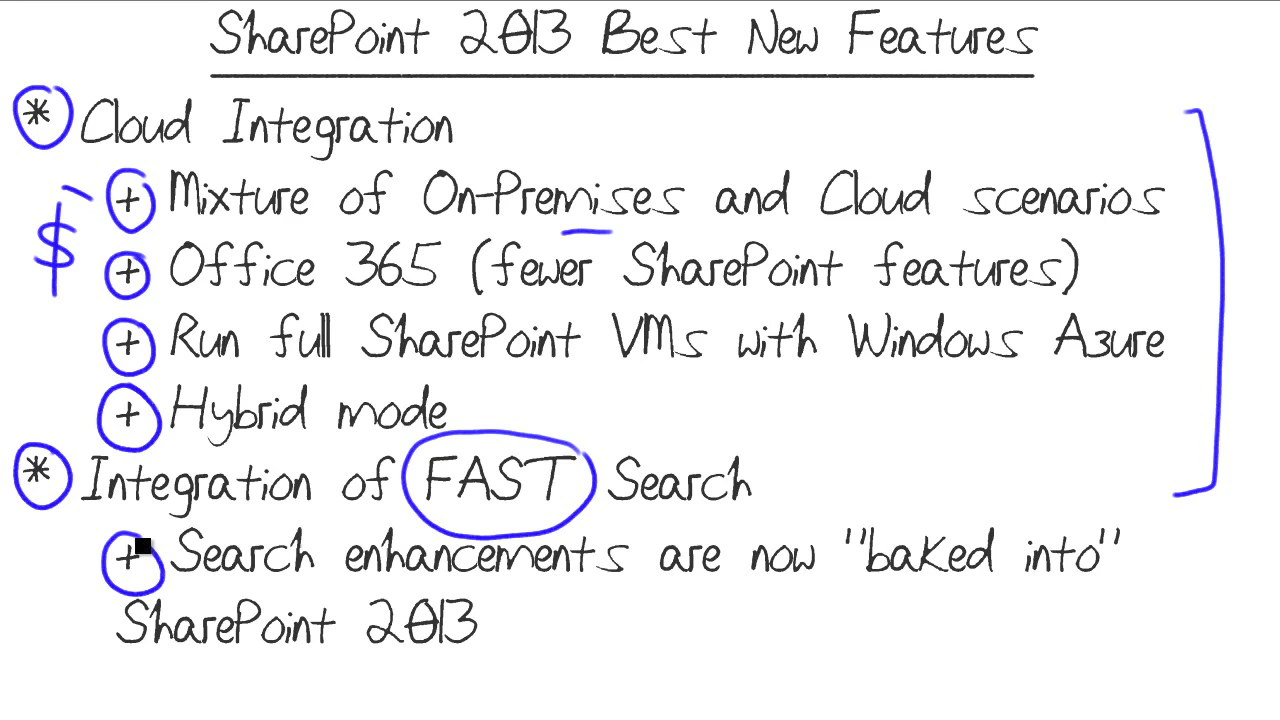 SharePoint 2013 Best New Features
* Cloud Integration
+ Mixture of On-Premises and Cloud scenarios
$
+ Office 365 (fewer SharePoint features)
+ Run full SharePoint VMs with Windows Azure
+ Hybrid mode
* Integration of FAST Search
+ Search enhancements are now "baked into"
SharePoint 2013